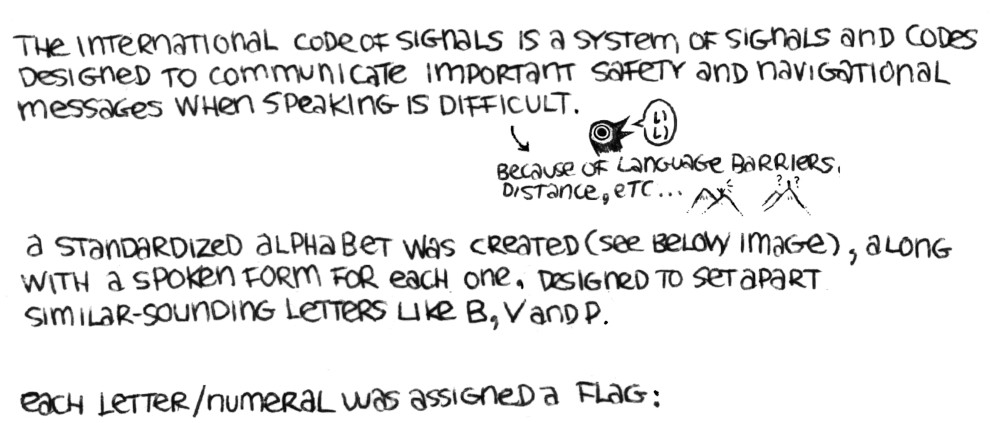 THE INTERNATIONAL CODE OF SIGNALS IS A SYSTEM OF SIGNALS AND CODES
DESIGNED TO COMMUNICATE IMPORTANT SAFETY AND NAVIGATIONAL
MESSAGES WHEN SPEAKING IS DIFFICULT.
いい
BECAUSE OF LANGUAGE BARRIERS,
DISTANCE, ETC...
? ?
A STANDARDIZED ALPHABET WAS CREATED (SEE BELOW IMAGE), ALONG
WITH A SPOKEN FORM FOR EACH ONE, DESIGNED TO SET APART
SIMILAR-SOUNDING LETTERS LIKE B, V AND P.
EACH LETTER/NUMERAL WAS ASSIGNED A FLAG: